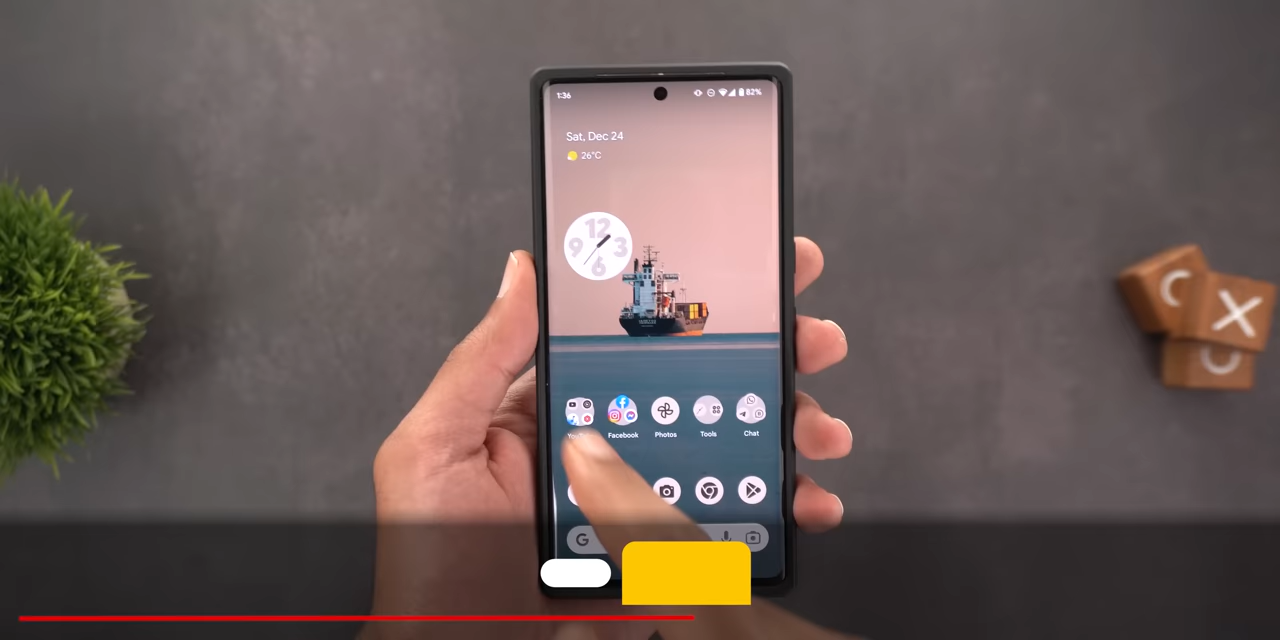 1:36
82%
Sat, Dec 24
26°C
12
9 3
6
Facebook
Photos
Tools
Chat
G
C
X